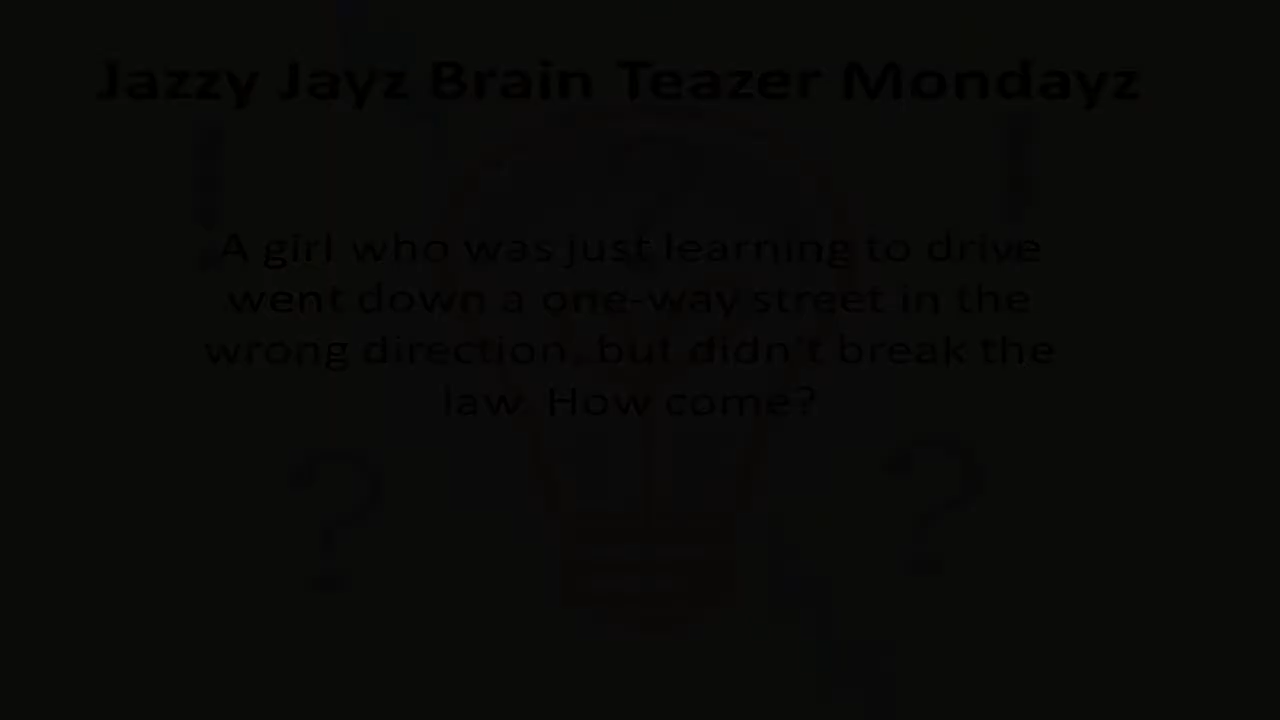 Jazzy Jayz Brain Teazer Mondayz
A girl who was just learning to drive
went down a one-way street in the
wrong direction, but didn't break the
law. How come?
?
?